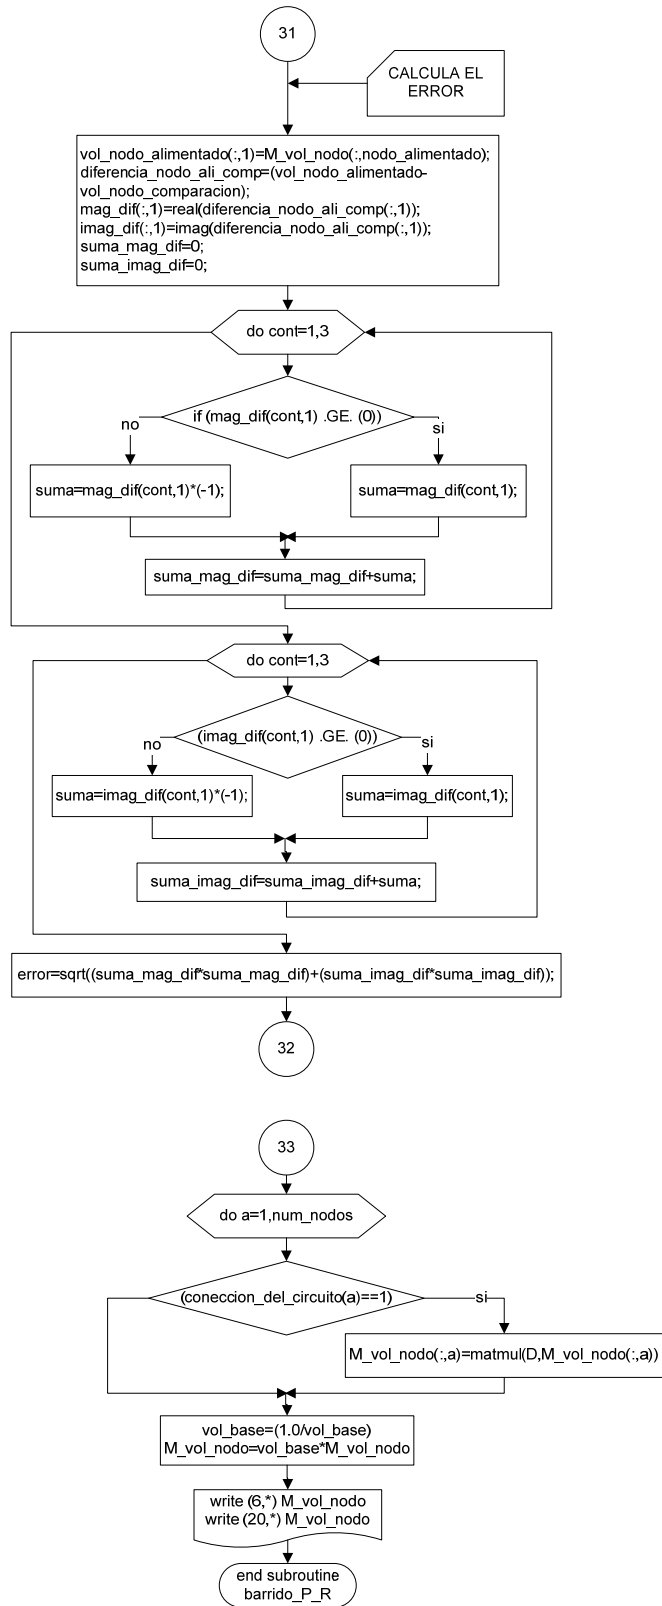 31
CALCULA EL
ERROR
vol_nodo_alimentado(:,1)=M_vol_nodo(:,nodo_alimentado);
diferencia_nodo_ali_comp=(vol_nodo_alimentado-
vol_nodo_comparacion);
mag_dif(:,1)=real(diferencia_nodo_ali_comp(:,1));
imag_dif(:,1)=imag(diferencia_nodo_ali_comp(:,1));
suma_mag_dif=0;
suma_imag_dif=0;
do cont=1,3
if (mag_dif(cont,1) .GE. (0))
no
si
suma=mag_dif(cont,1)*(-1);
suma=mag_dif(cont,1);
suma_mag_dif=suma_mag_dif+suma;
do cont=1,3
(imag_dif(cont,1) .GE. (0))
no
si
suma=imag_dif(cont,1)*(-1);
suma=imag_dif(cont,1);
suma_imag_dif=suma_imag_dif+suma;
error=sqrt((suma_mag_dif*suma_mag_dif)+(suma_imag_dif*suma_imag_dif));
32
33
do a=1,num_nodos
(coneccion_del_circuito(a)==1)
si
M_vol_nodo(:,a)=matmul(D,M_vol_nodo(:,a))
vol_base=(1.0/vol_base)
M_vol_nodo=vol_base*M_vol_nodo
write (6,*) M_vol_nodo
write (20,*) M_vol_nodo
end subroutine
barrido_P_R